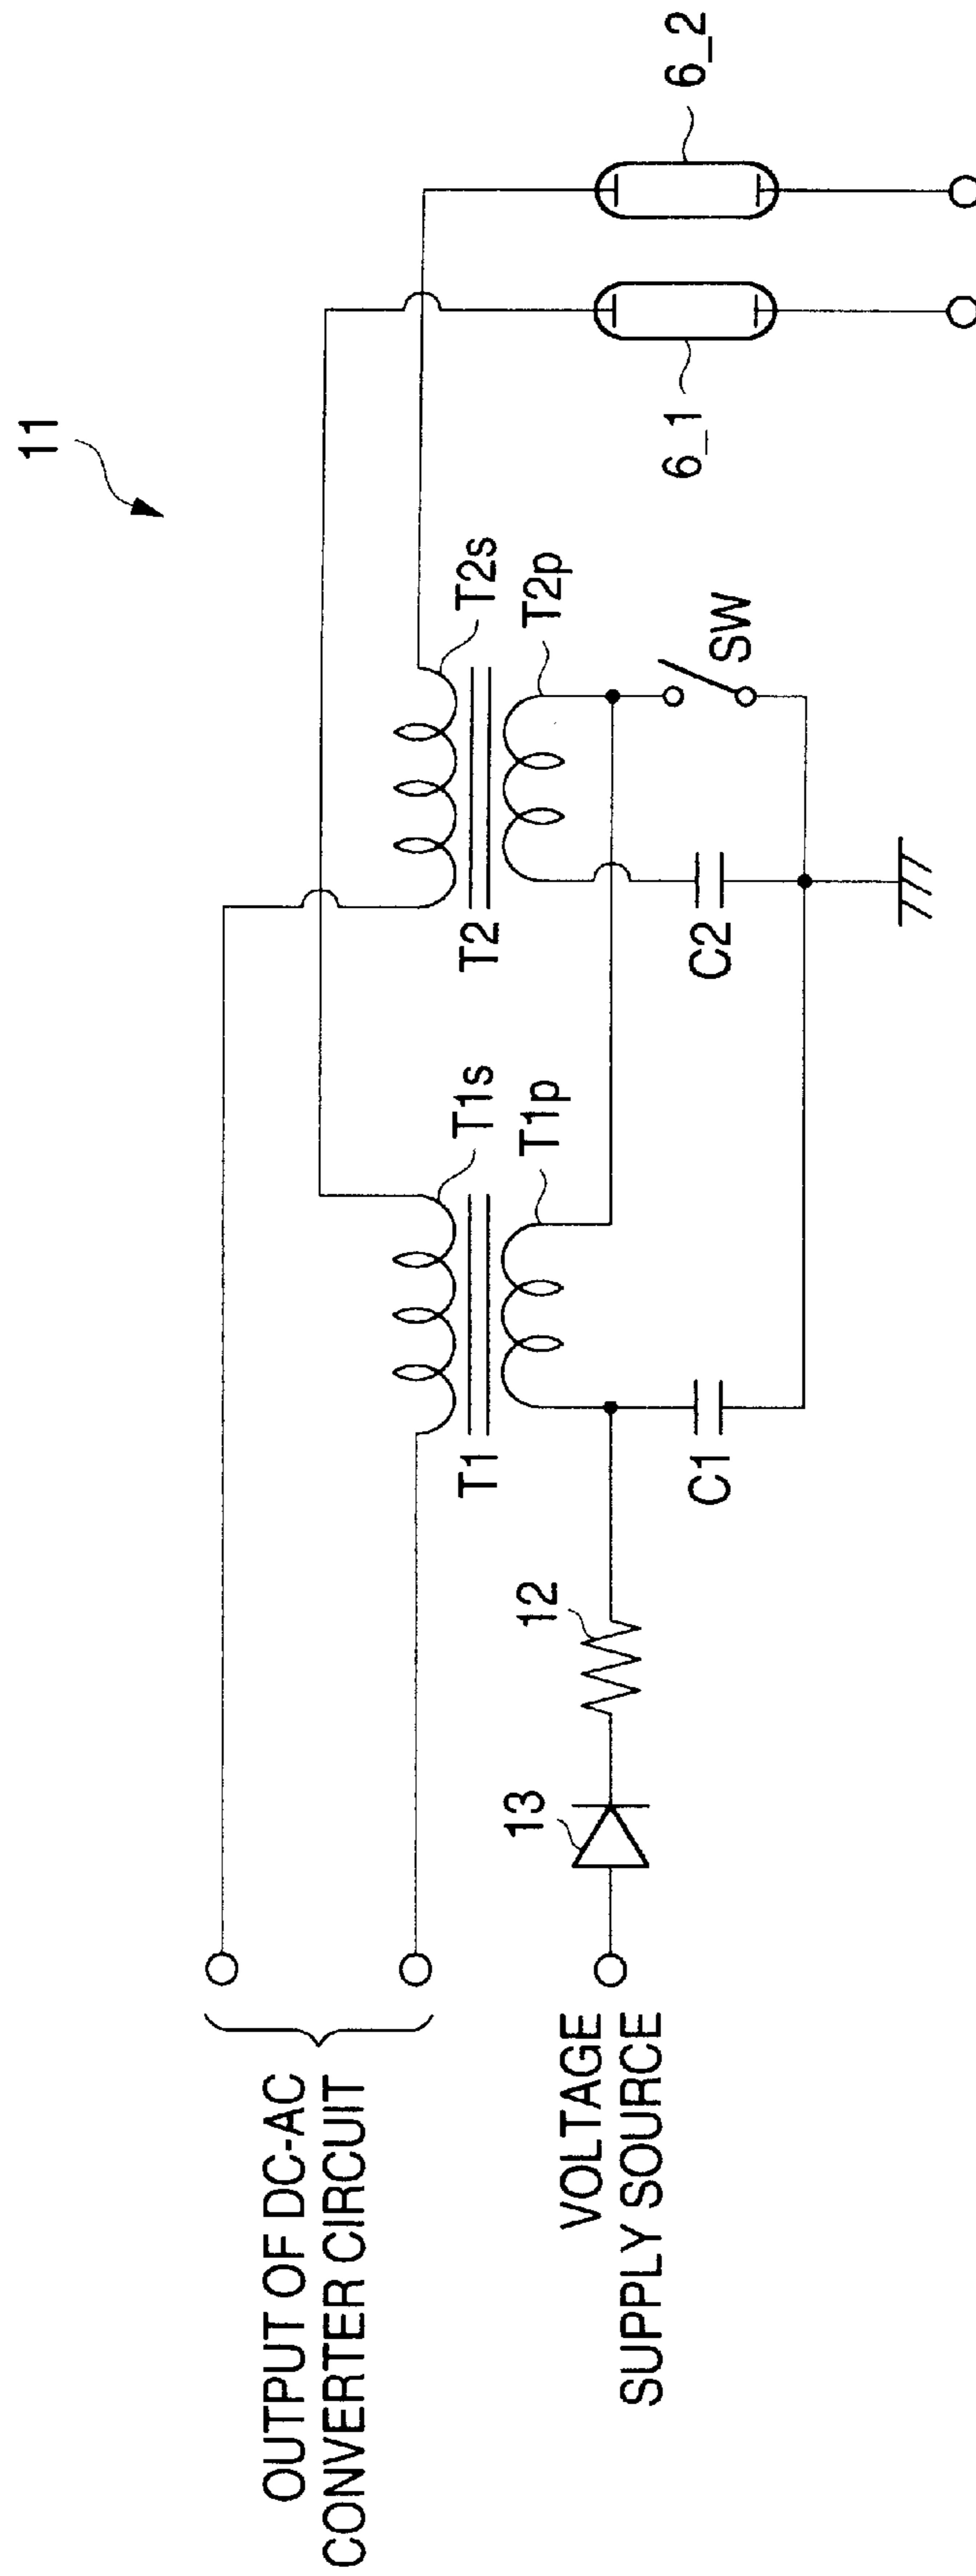 11
OUTPUT OF DC-AC
CONVERTER CIRCUIT
T1s
T2s
T1
T2
T1p
T2p
VOLTAGE
SUPPLY SOURCE
13
12
C1
C2
SW
6_1
6_2